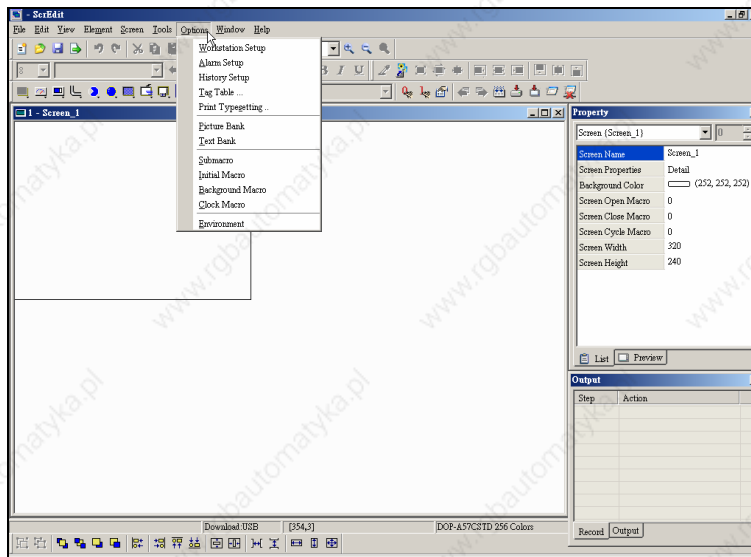 - ScrEdit
File Edit View Element Screen Tools Options Window Help
Workstation Setup
Alarm Setup
History Setup
Tag Table ...
Print Typesetting ..
Picture Bank
Text Bank
Submacro
Initial Macro
Background Macro
Clock Macro
Environment
8
B I U
1 - Screen_1
Property
Screen {Screen_1} 0
Screen Name Screen_1
Screen Properties Detail
Background Color (252, 252, 252)
Screen Open Macro 0
Screen Close Macro 0
Screen Cycle Macro 0
Screen Width 320
Screen Height 240
List Preview
Output
Step Action
Record Output
Download:USB [354,3] DOP-A57CSTD 256 Colors
www.rgbautomatyka.pl